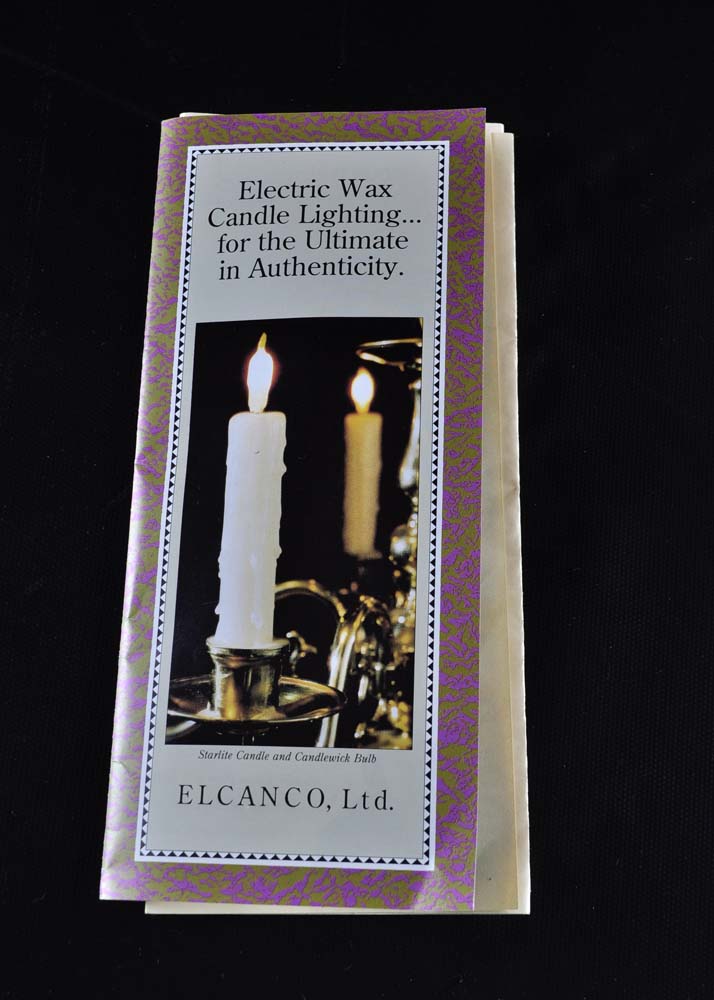 Electric Wax
Candle Lighting...
for the Ultimate
in Authenticity.
Starlite Candle and Candlewick Bulb
ELCANCO, Ltd.